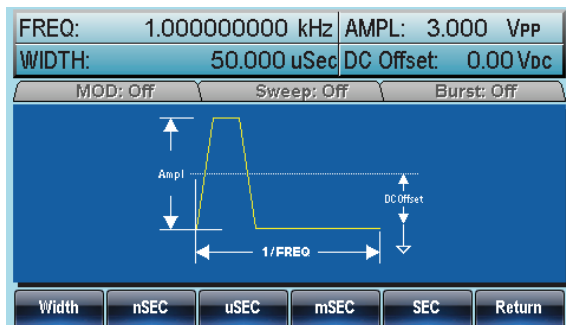 FREQ: 1.000000000 kHz AMPL: 3.000 VPP
WIDTH: 50.000 uSec DC Offset: 0.00 VDC
MOD: Off Sweep: Off Burst: Off
Ampl
DC Offset
1/FREQ
Width nSEC uSEC mSEC SEC Return